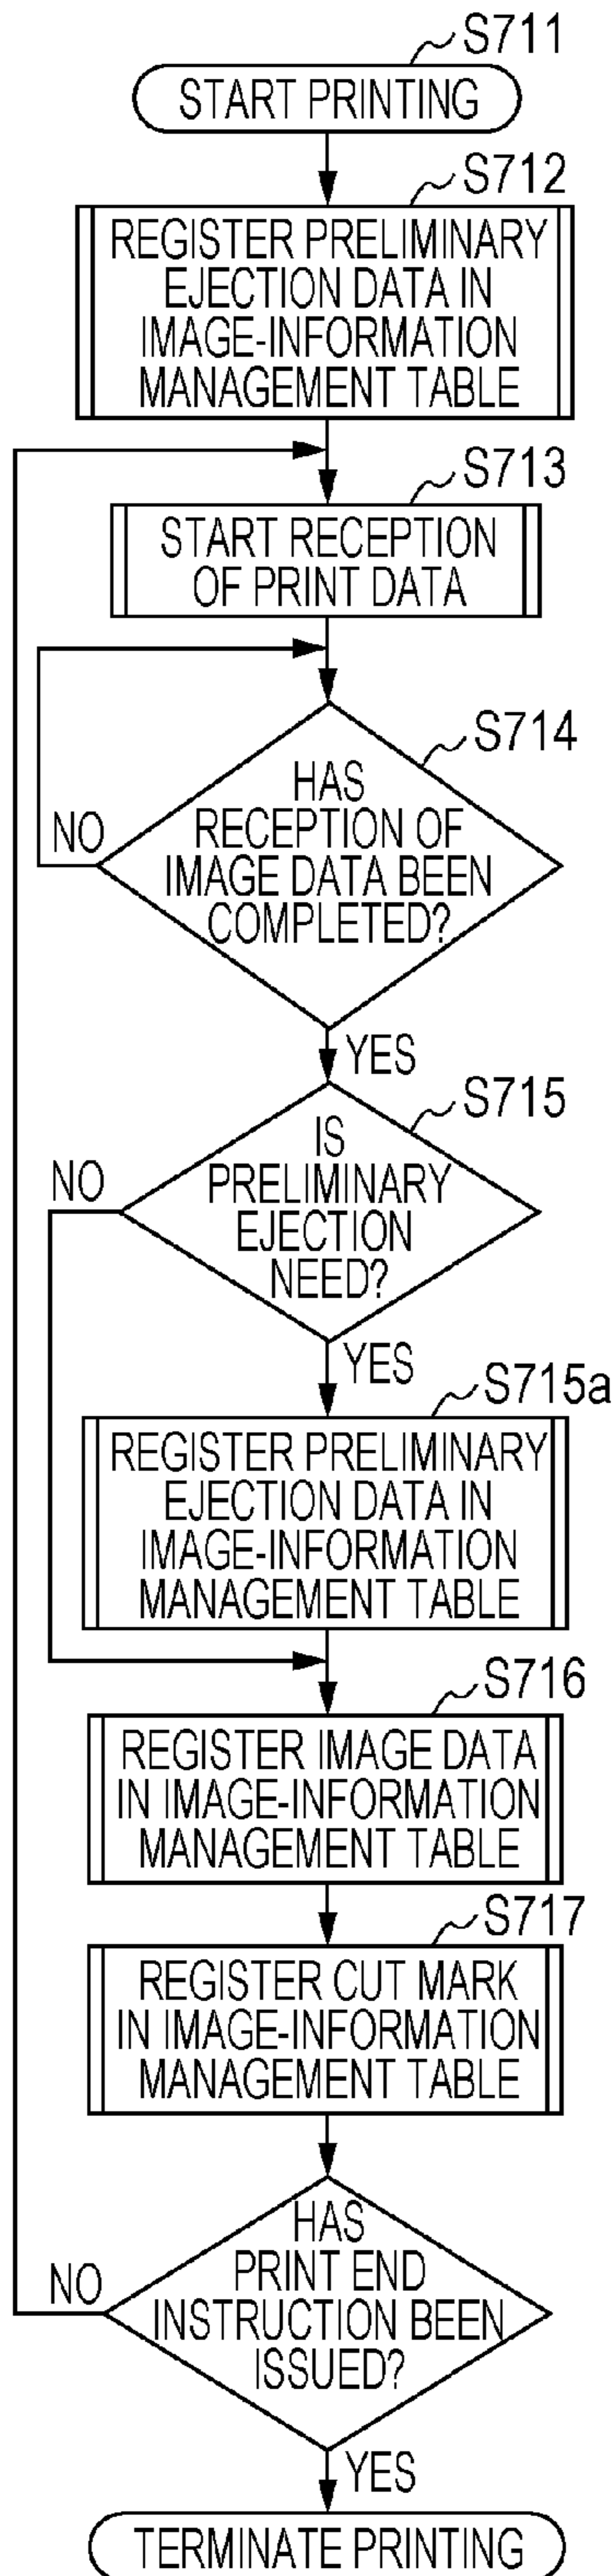 S711
START PRINTING
S712
REGISTER PRELIMINARY
EJECTION DATA IN
IMAGE-INFORMATION
MANAGEMENT TABLE
S713
START RECEPTION
OF PRINT DATA
S714
HAS
RECEPTION OF
IMAGE DATA BEEN
COMPLETED?
NO
YES
S715
IS
PRELIMINARY
EJECTION
NEED?
NO
YES
S715a
REGISTER PRELIMINARY
EJECTION DATA IN
IMAGE-INFORMATION
MANAGEMENT TABLE
S716
REGISTER IMAGE DATA
IN IMAGE-INFORMATION
MANAGEMENT TABLE
S717
REGISTER CUT MARK
IN IMAGE-INFORMATION
MANAGEMENT TABLE
HAS
PRINT END
INSTRUCTION BEEN
ISSUED?
NO
YES
TERMINATE PRINTING